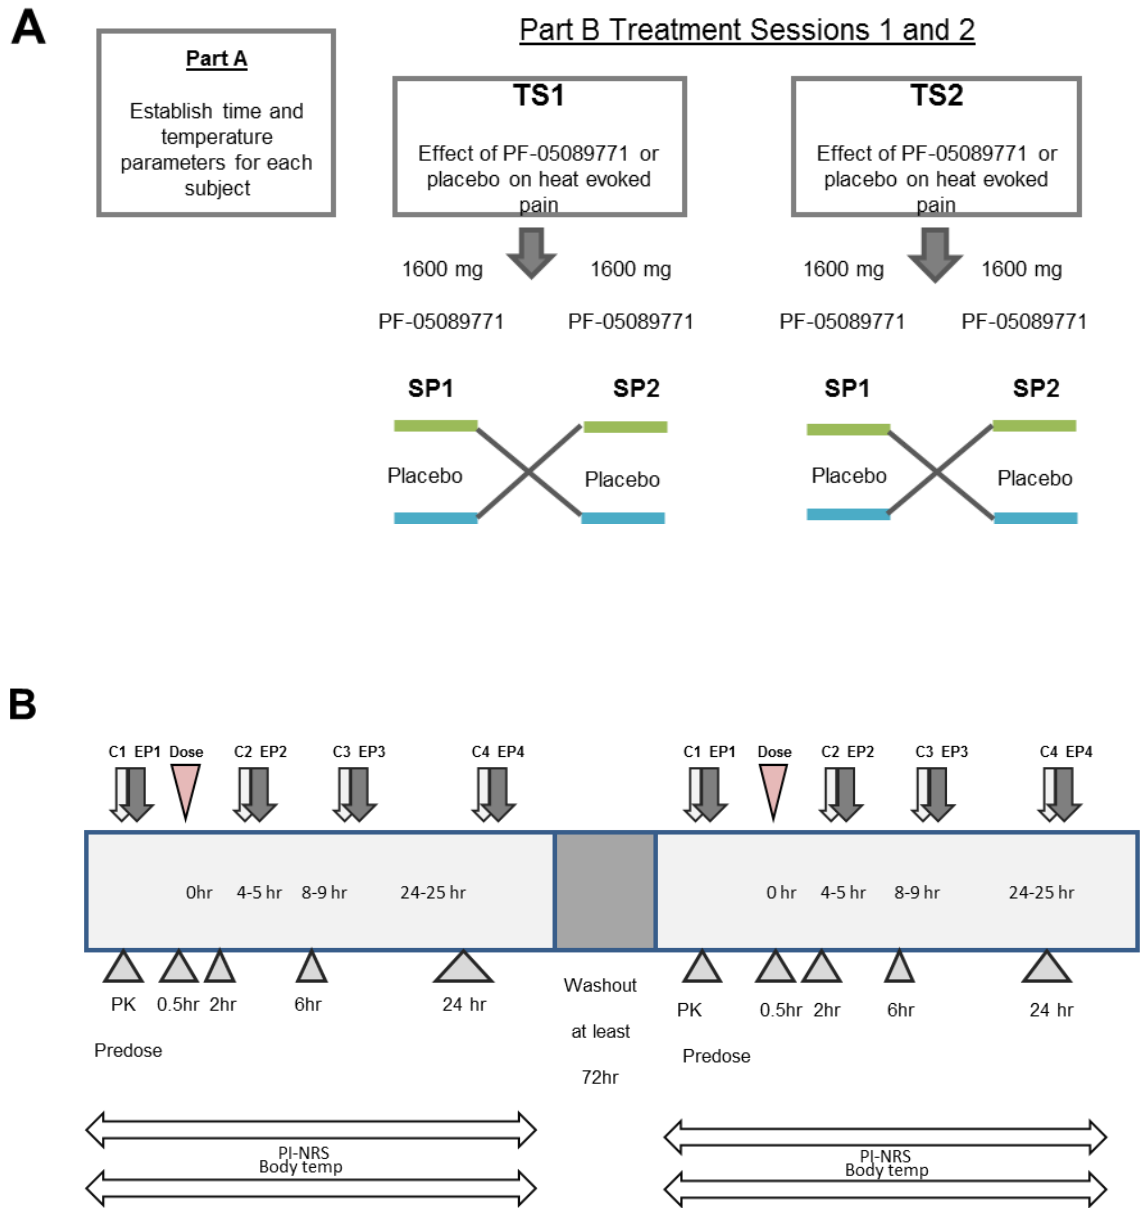 A
Part B Treatment Sessions 1 and 2
Part A
Establish time and
temperature
parameters for each
subject
TS1
Effect of PF-05089771 or
placebo on heat evoked
pain
TS2
Effect of PF-05089771 or
placebo on heat evoked
pain
1600 mg 1600 mg 1600 mg 1600 mg
PF-05089771 PF-05089771 PF-05089771 PF-05089771
SP1 SP2 SP1 SP2
Placebo Placebo Placebo Placebo
B
C1 EP1 Dose C2 EP2 C3 EP3 C4 EP4 C1 EP1 Dose C2 EP2 C3 EP3 C4 EP4
0hr 4-5 hr 8-9 hr 24-25 hr 0 hr 4-5 hr 8-9 hr 24-25 hr
PK 0.5hr 2hr 6hr 24 hr
Predose
Washout
at least
72hr
PK 0.5hr 2hr 6hr 24 hr
Predose
PI-NRS
Body temp
PI-NRS
Body temp